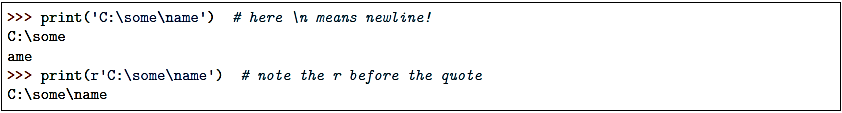 >>> print('C:\some\name')  # here \n means newline!
C:\some
ame
>>> print(r'C:\some\name')  # note the r before the quote
C:\some\name